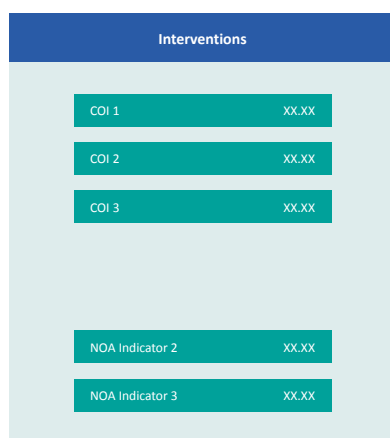 Interventions
COI 1 XX.XX
COI 2 XX.XX
COI 3 XX.XX
NOA Indicator 2 XX.XX
NOA Indicator 3 XX.XX